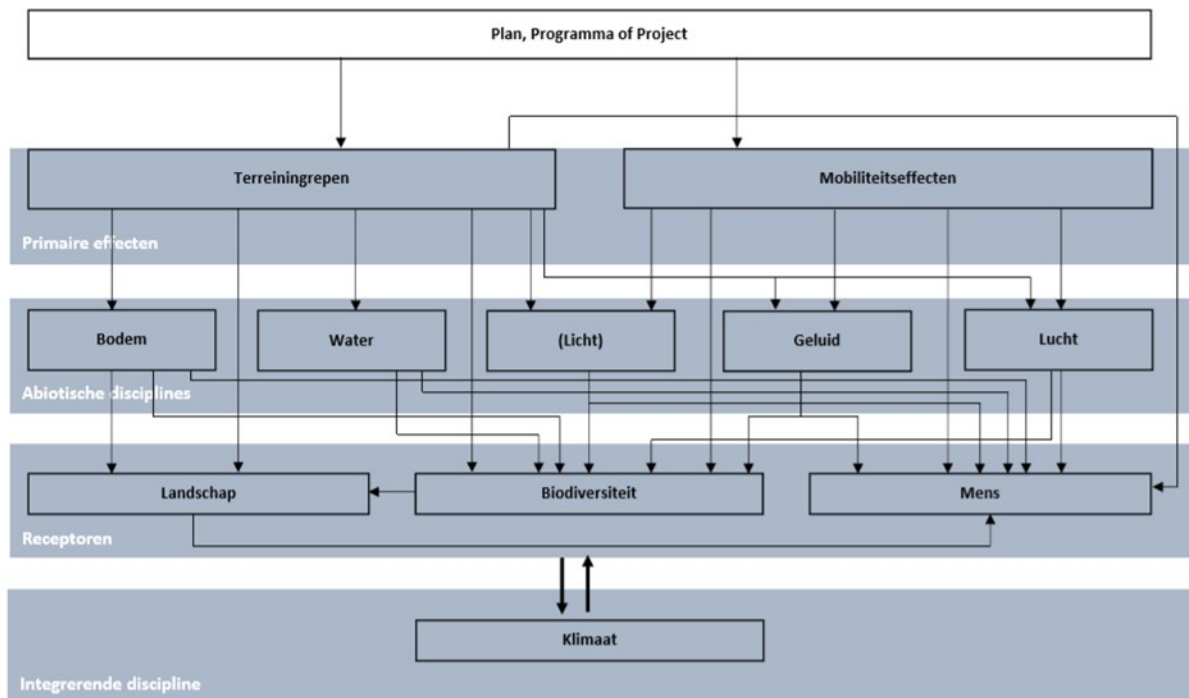 Plan, Programma of Project
Terreiningrepen
Mobiliteitseffecten
Primaire effecten
Bodem
Water
(Licht)
Geluid
Lucht
Abiotische disciplines
Landschap
Biodiversiteit
Mens
Receptoren
Klimaat
Integrerende discipline